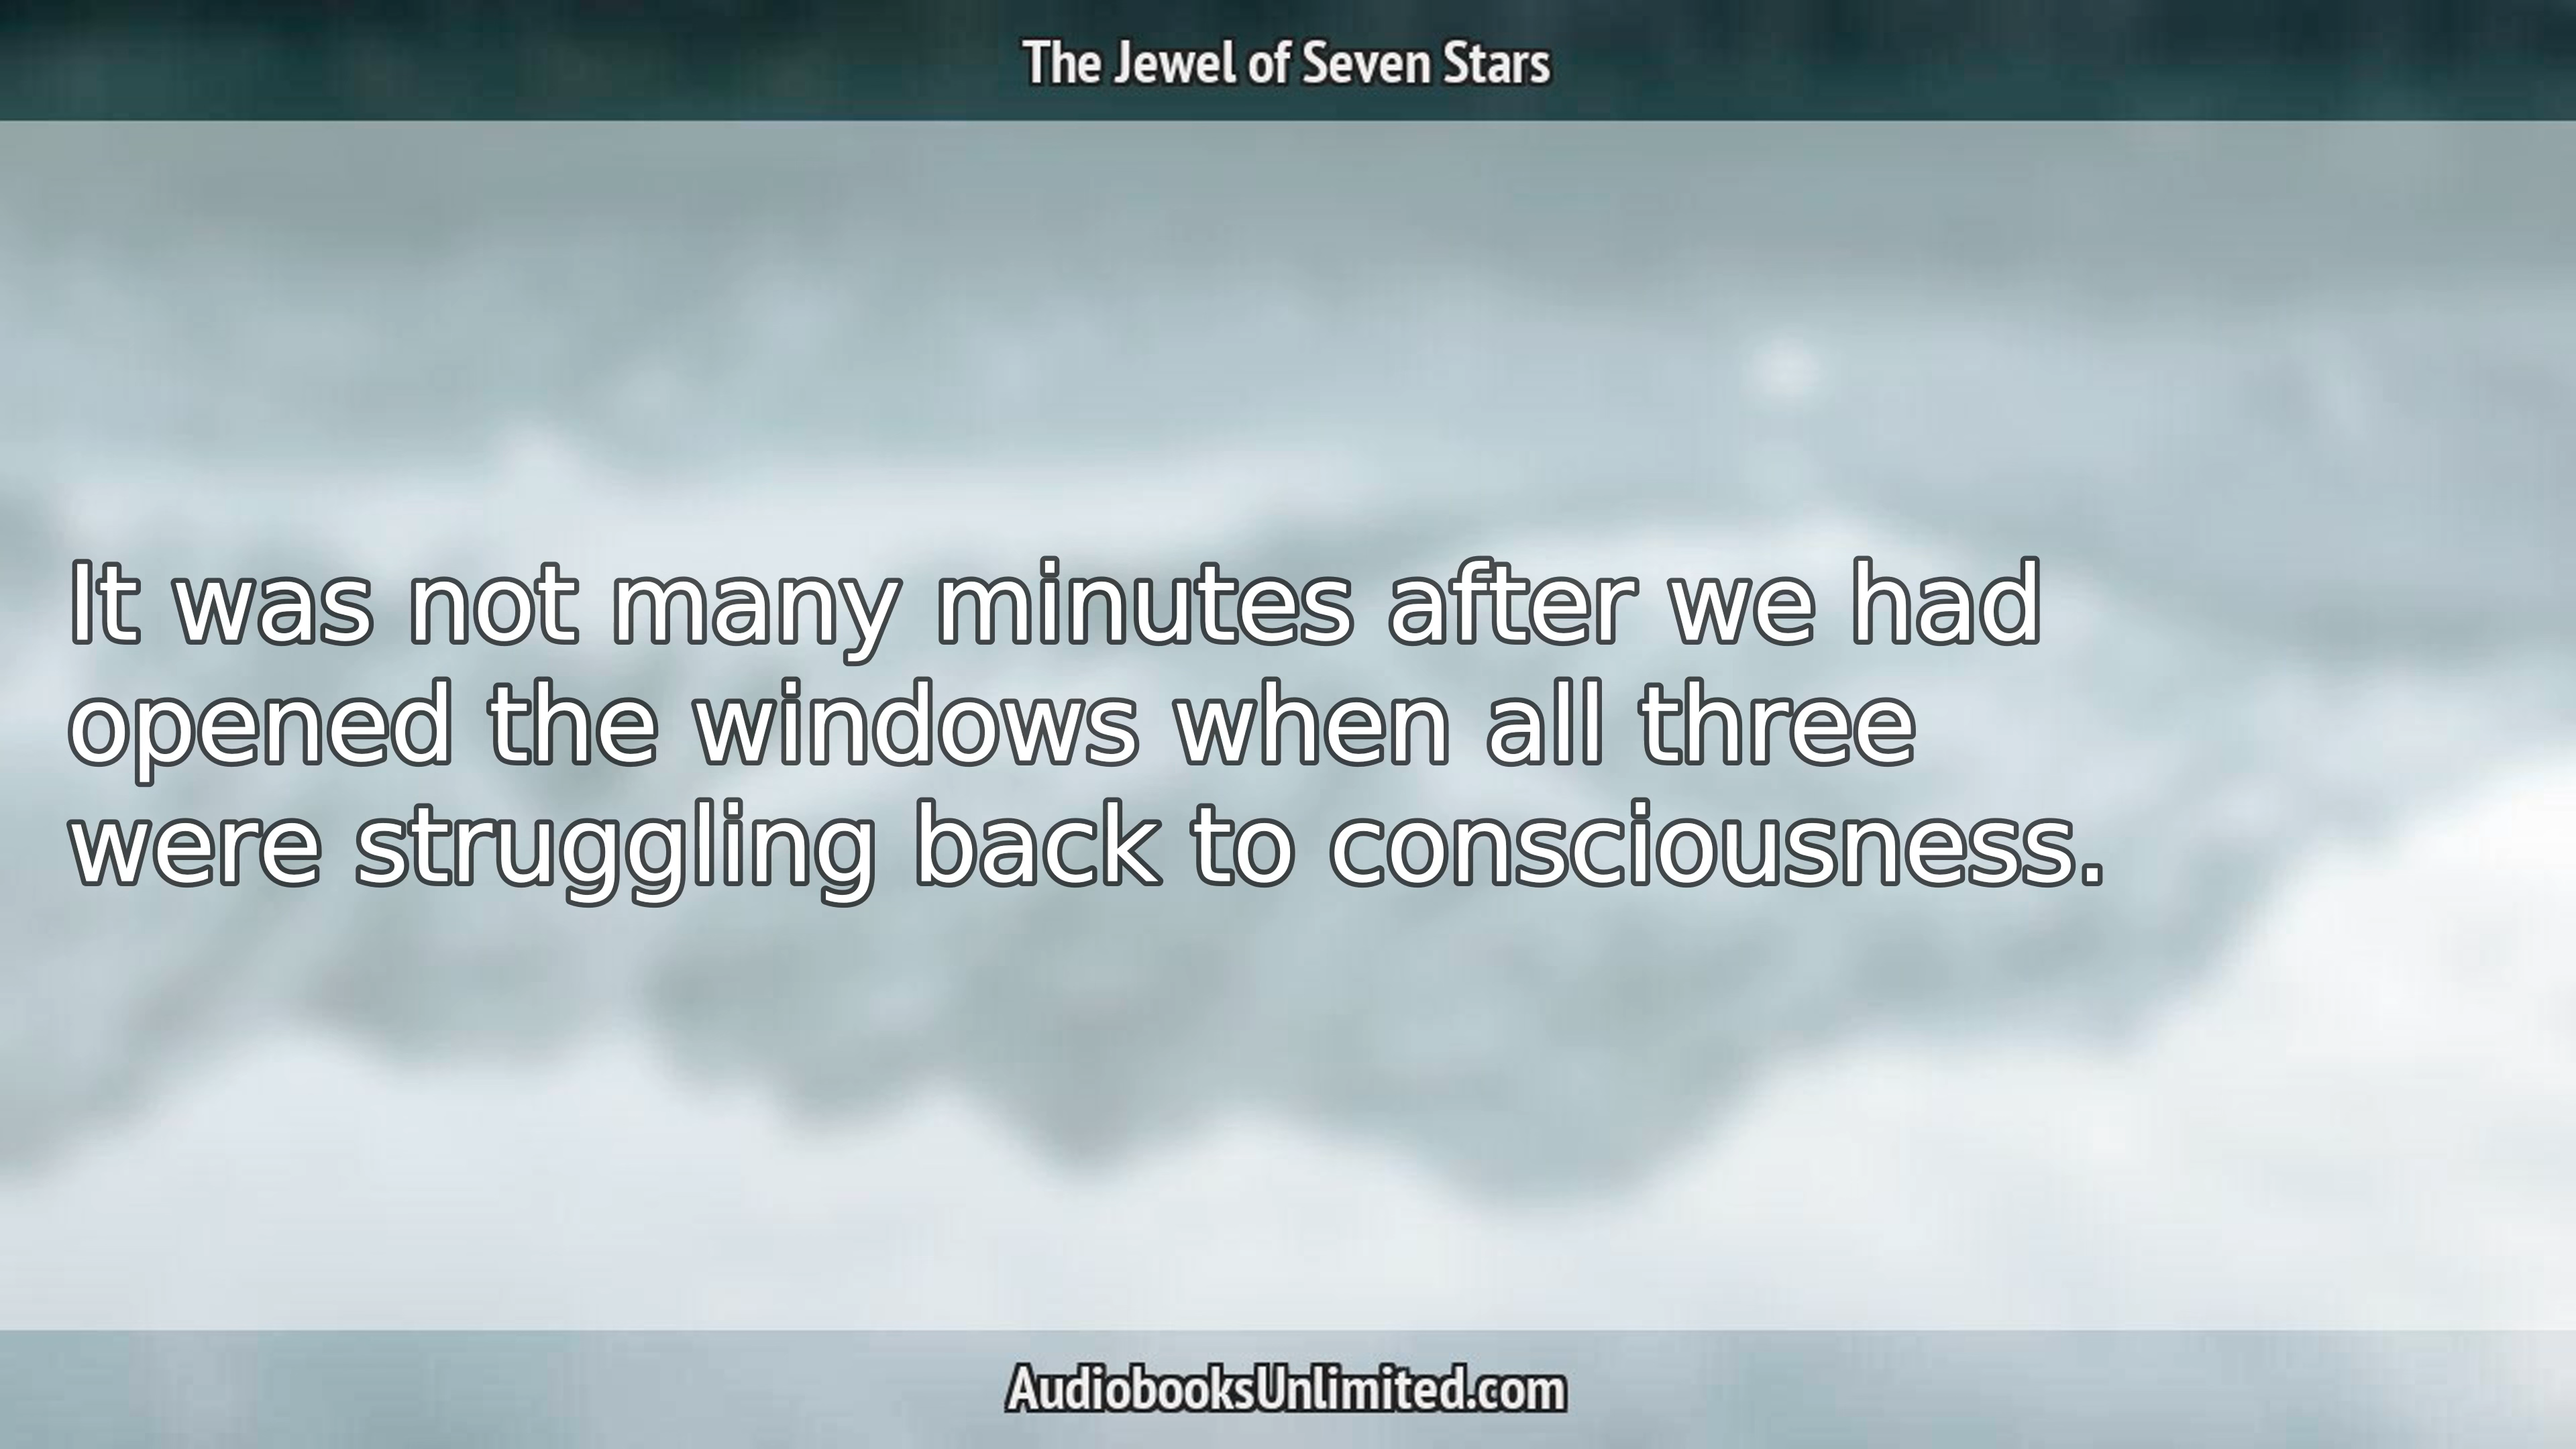 The Jewel of Seven Stars
It was not many minutes after we had
opened the windows when all three
were struggling back to consciousness.
AudiobooksUnlimited.com